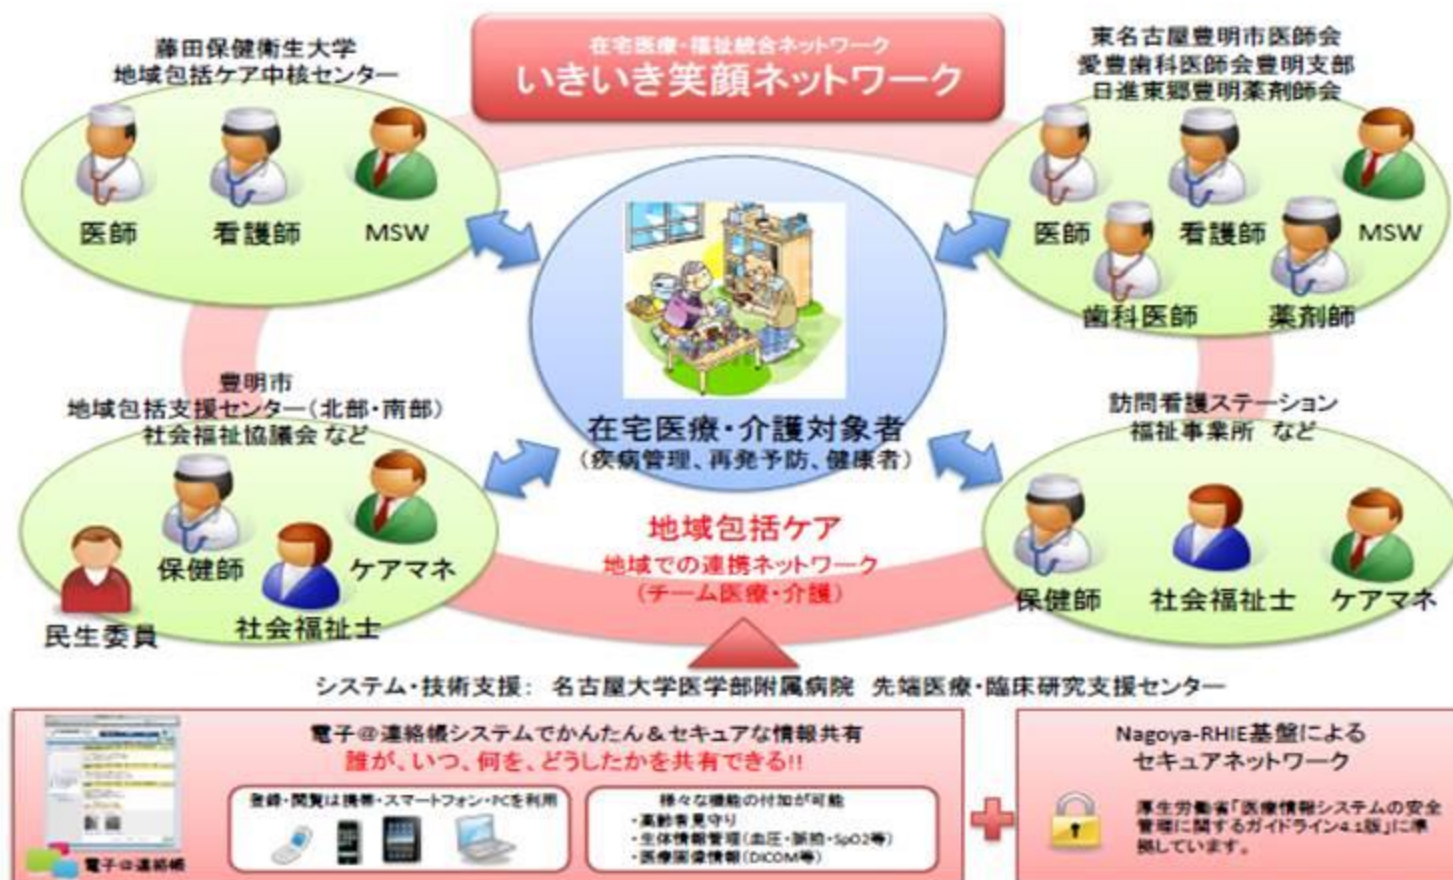 在宅医療・福祉統合ネットワーク
いきいき笑顔ネットワーク
藤田保健衛生大学
地域包括ケア中核センター
医師
看護師
MSW
東名古屋豊明市医師会
愛豊歯科医師会豊明支部
日進東郷豊明薬剤師会
医師
看護師
MSW
歯科医師
薬剤師
在宅医療・介護対象者
(疾病管理、再発予防、健康者)
豊明市
地域包括支援センター(北部・南部)
社会福祉協議会 など
保健師
ケアマネ
民生委員
社会福祉士
訪問看護ステーション
福祉事業所 など
保健師
社会福祉士
ケアマネ
地域包括ケア
地域での連携ネットワーク
(チーム医療・介護)
システム・技術支援: 名古屋大学医学部附属病院 先端医療・臨床研究支援センター
電子@連絡帳システムでかんたん&セキュアな情報共有
誰が、いつ、何を、どうしたかを共有できる!!
登録・閲覧は携帯・スマートフォン・PCを利用
様々な機能の付加が可能
・高齢者見守り
・生体情報管理(血圧・脈拍・SpO2等)
・医療画像情報(DICOM等)
電子@連絡帳
Nagoya-RHIE基盤による
セキュアネットワーク
厚生労働省「医療情報システムの安全
管理に関するガイドライン4.1版」に準
拠しています。